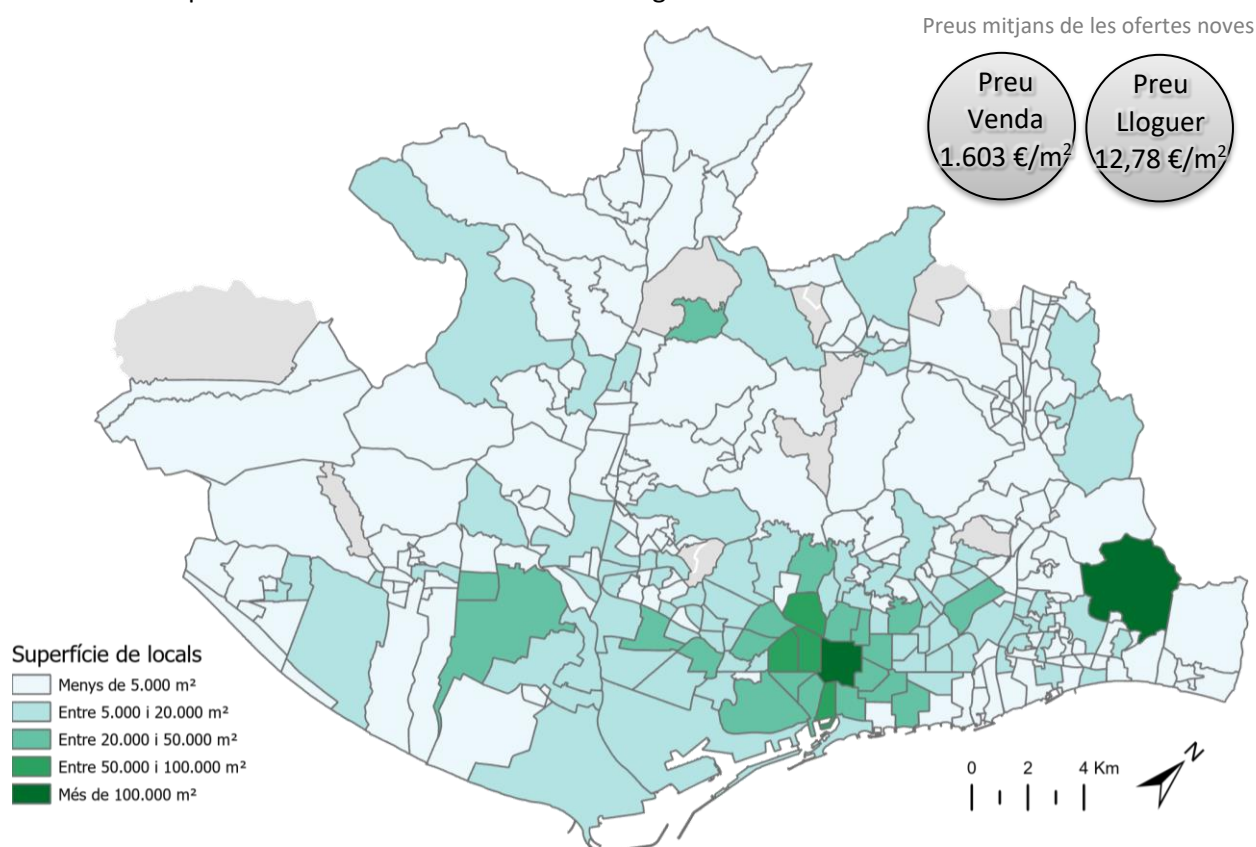 Preus mitjans de les ofertes noves
Preu
Venda
1.603 €/m²
Preu
Lloguer
12,78 €/m²
Superfície de locals
Menys de 5.000 m²
Entre 5.000 i 20.000 m²
Entre 20.000 i 50.000 m²
Entre 50.000 i 100.000 m²
Més de 100.000 m²
0 2 4 Km
N